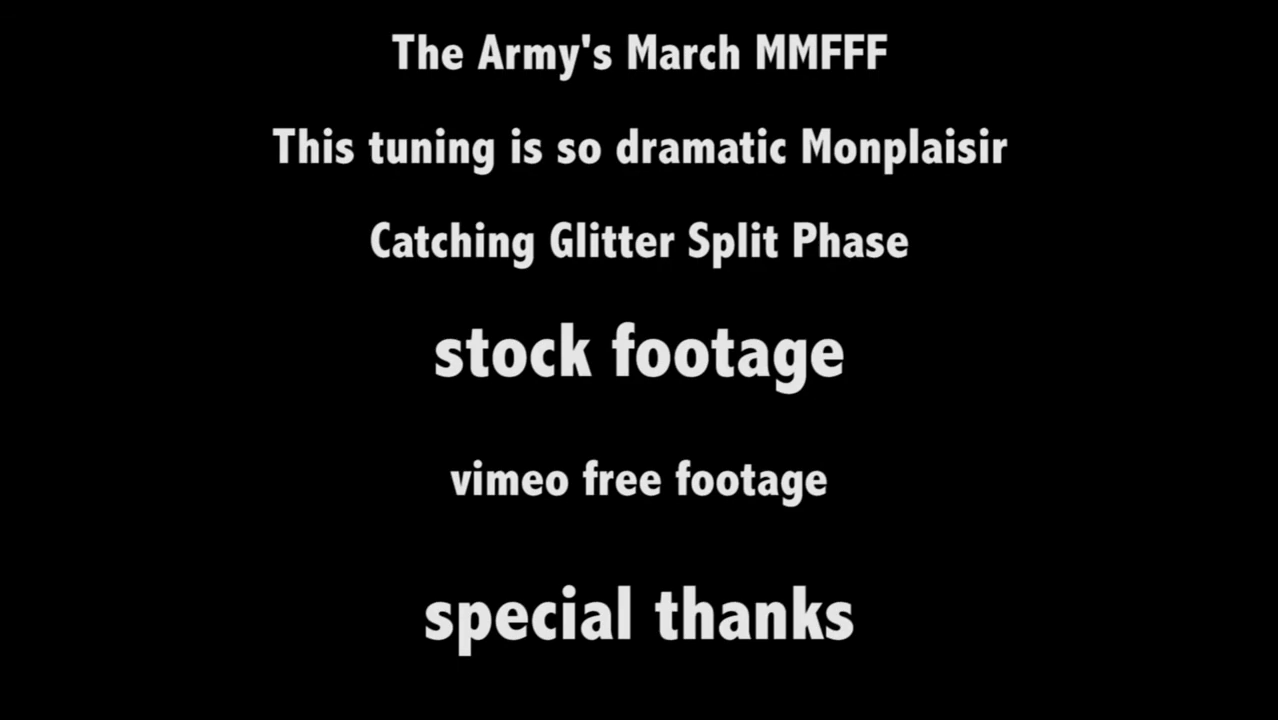 The Army's March MMFFF
This tuning is so dramatic Monplaisir
Catching Glitter Split Phase
stock footage
vimeo free footage
special thanks